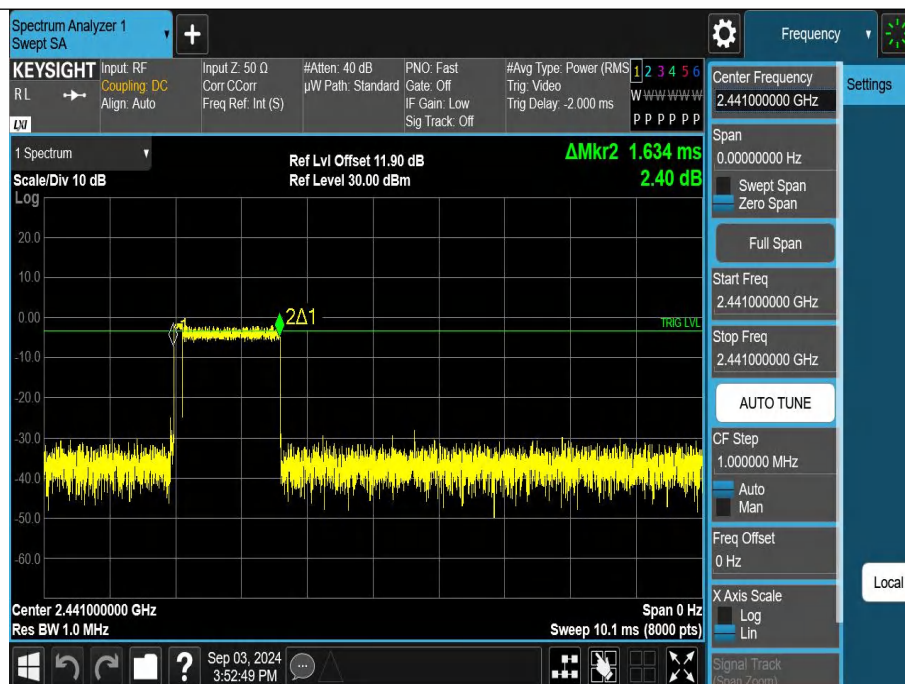 Spectrum Analyzer 1
Swept SA
Frequency
KEYSIGHT
RL
LXI
Input: RF
Coupling: DC
Align: Auto
Input Z: 50 Ω
Corr CCorr
Freq Ref: Int (S)
#Atten: 40 dB
µW Path: Standard
PNO: Fast
Gate: Off
IF Gain: Low
Sig Track: Off
#Avg Type: Power (RMS
Trig: Video
Trig Delay: -2.000 ms
1 2 3 4 5 6
W W W W W W
P P P P P P
1 Spectrum
Scale/Div 10 dB
Ref Lvl Offset 11.90 dB
Ref Level 30.00 dBm
ΔMkr2 1.634 ms
2.40 dB
Log
20.0
10.0
0.00
-10.0
-20.0
-30.0
-40.0
-50.0
-60.0
1
2Δ1
TRIG LVL
Center 2.441000000 GHz
Res BW 1.0 MHz
Span 0 Hz
Sweep 10.1 ms (8000 pts)
Sep 03, 2024
3:52:49 PM
Center Frequency
2.441000000 GHz
Settings
Span
0.00000000 Hz
Swept Span
Zero Span
Full Span
Start Freq
2.441000000 GHz
Stop Freq
2.441000000 GHz
AUTO TUNE
CF Step
1.000000 MHz
Auto
Man
Freq Offset
0 Hz
Local
X Axis Scale
Log
Lin
Signal Track
(Span Zoom)